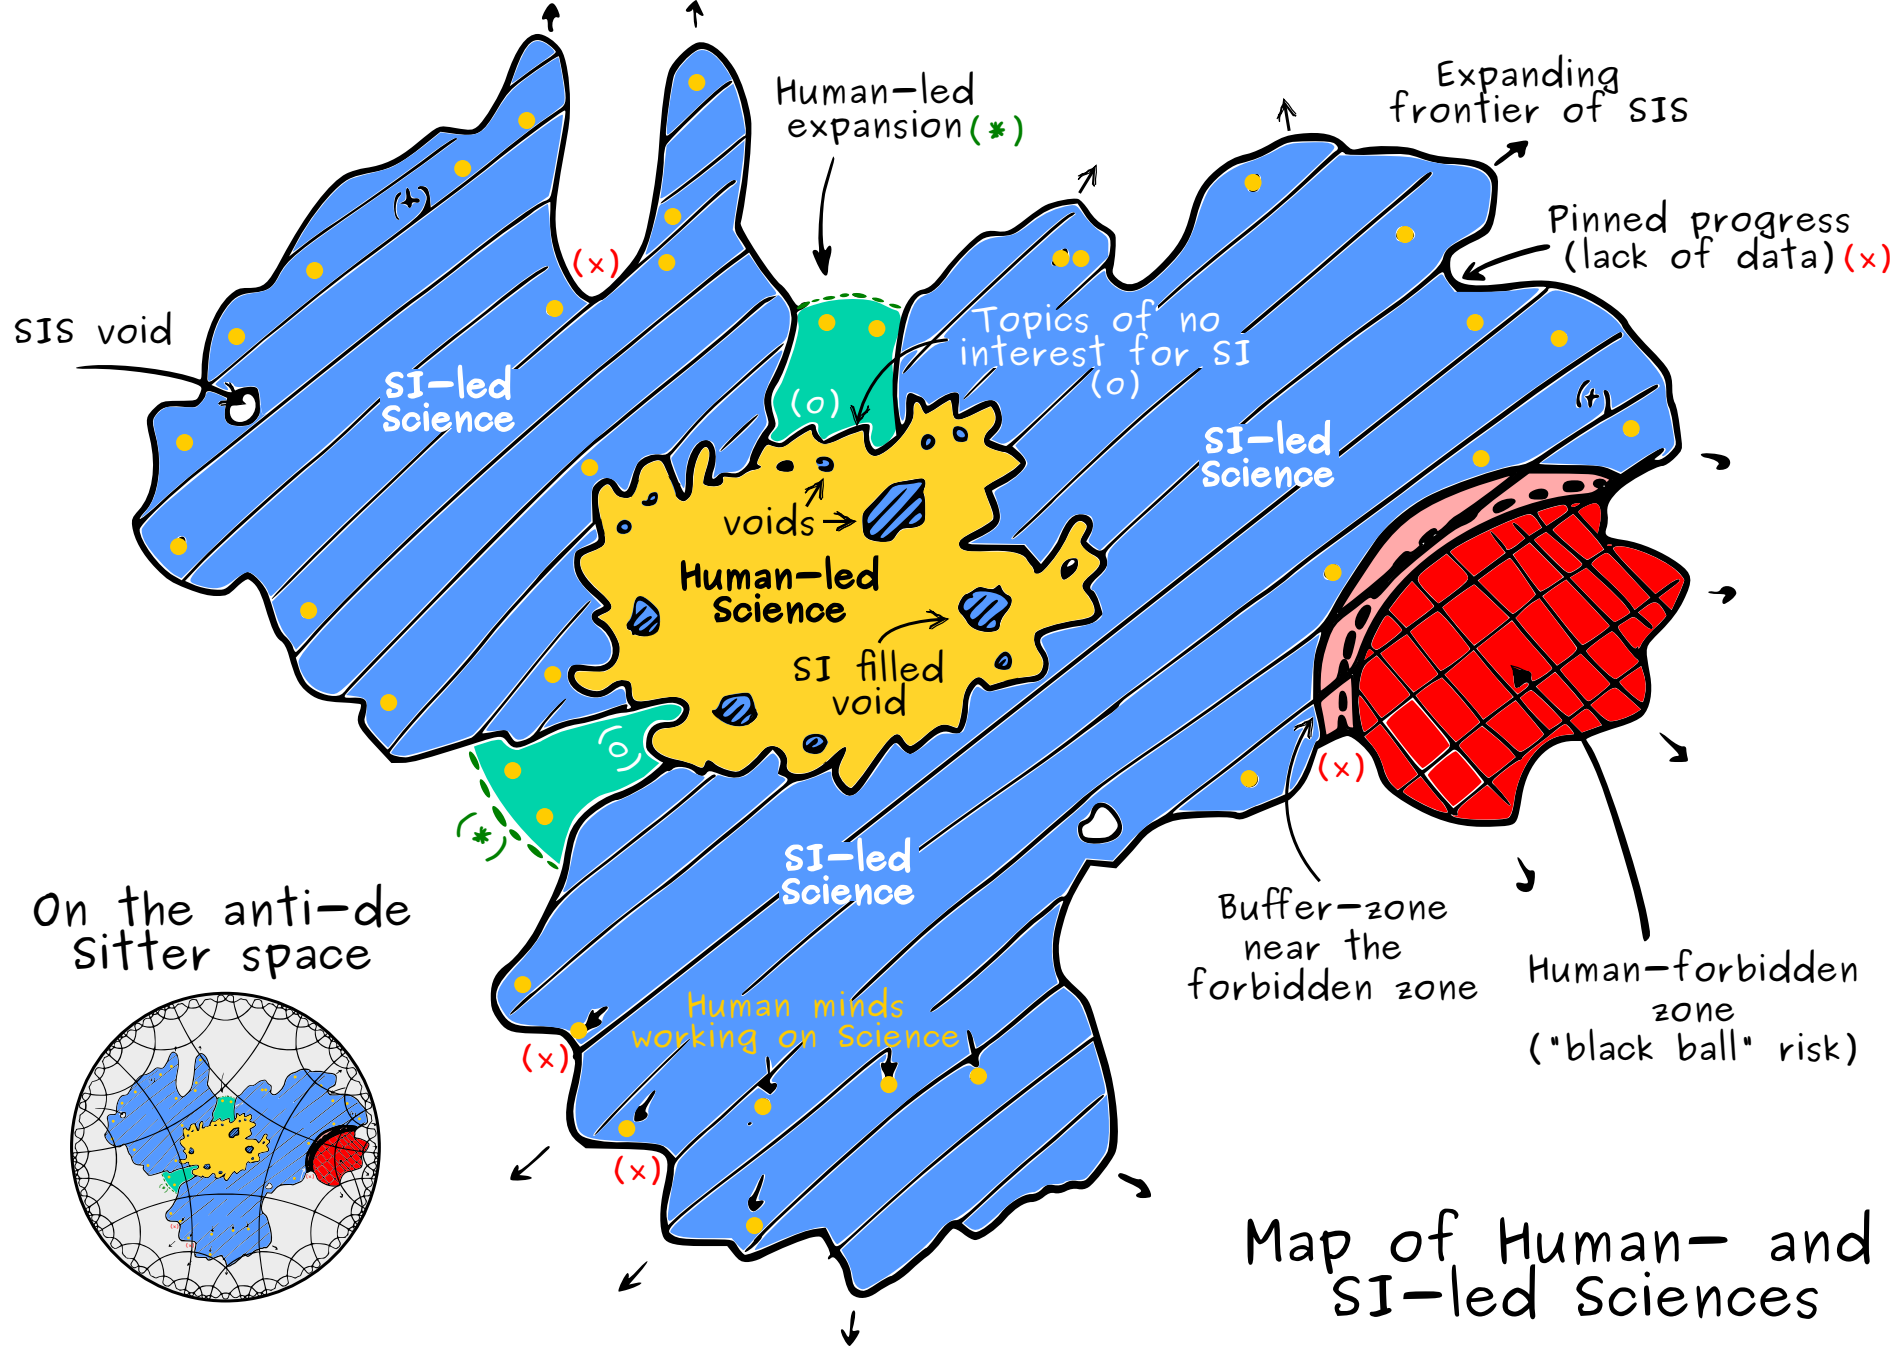 Human-led
expansion(*)
Expanding
frontier of SIS
Pinned progress
(lack of data)(x)
(+)
(x)
SIS void
Topics of no
interest for SI
(o)
SI-led
Science
(o)
(+)
SI-led
Science
voids
Human-led
Science
SI filled
void
(o)
(x)
(*)
SI-led
Science
On the anti-de
Sitter space
Buffer-zone
near the
forbidden zone
Human-forbidden
zone
("black ball" risk)
Human minds
working on Science
(x)
(x)
Map of Human- and
SI-led Sciences